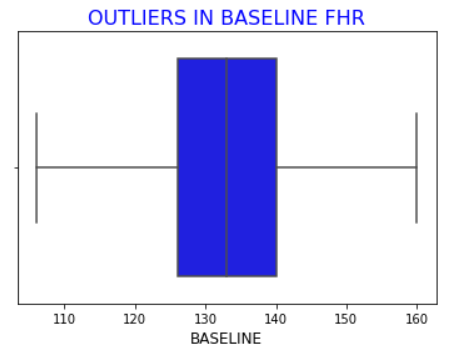 OUTLIERS IN BASELINE FHR
110 120 130 140 150 160
BASELINE